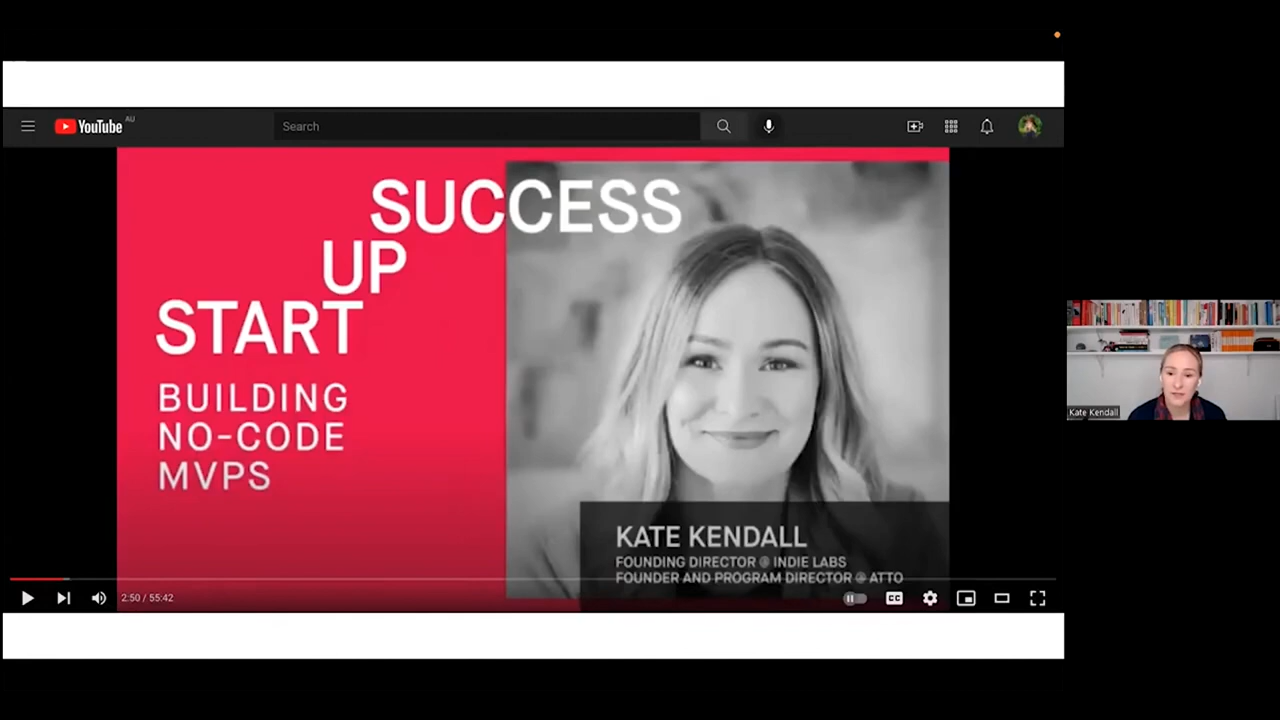 YouTube AU
Search
SUCCESS
UP
START
BUILDING
NO-CODE
MVPS
KATE KENDALL
FOUNDING DIRECTOR @ INDIE LABS
FOUNDER AND PROGRAM DIRECTOR @ ATTO
2:50 / 55:42
CC
Kate Kendall